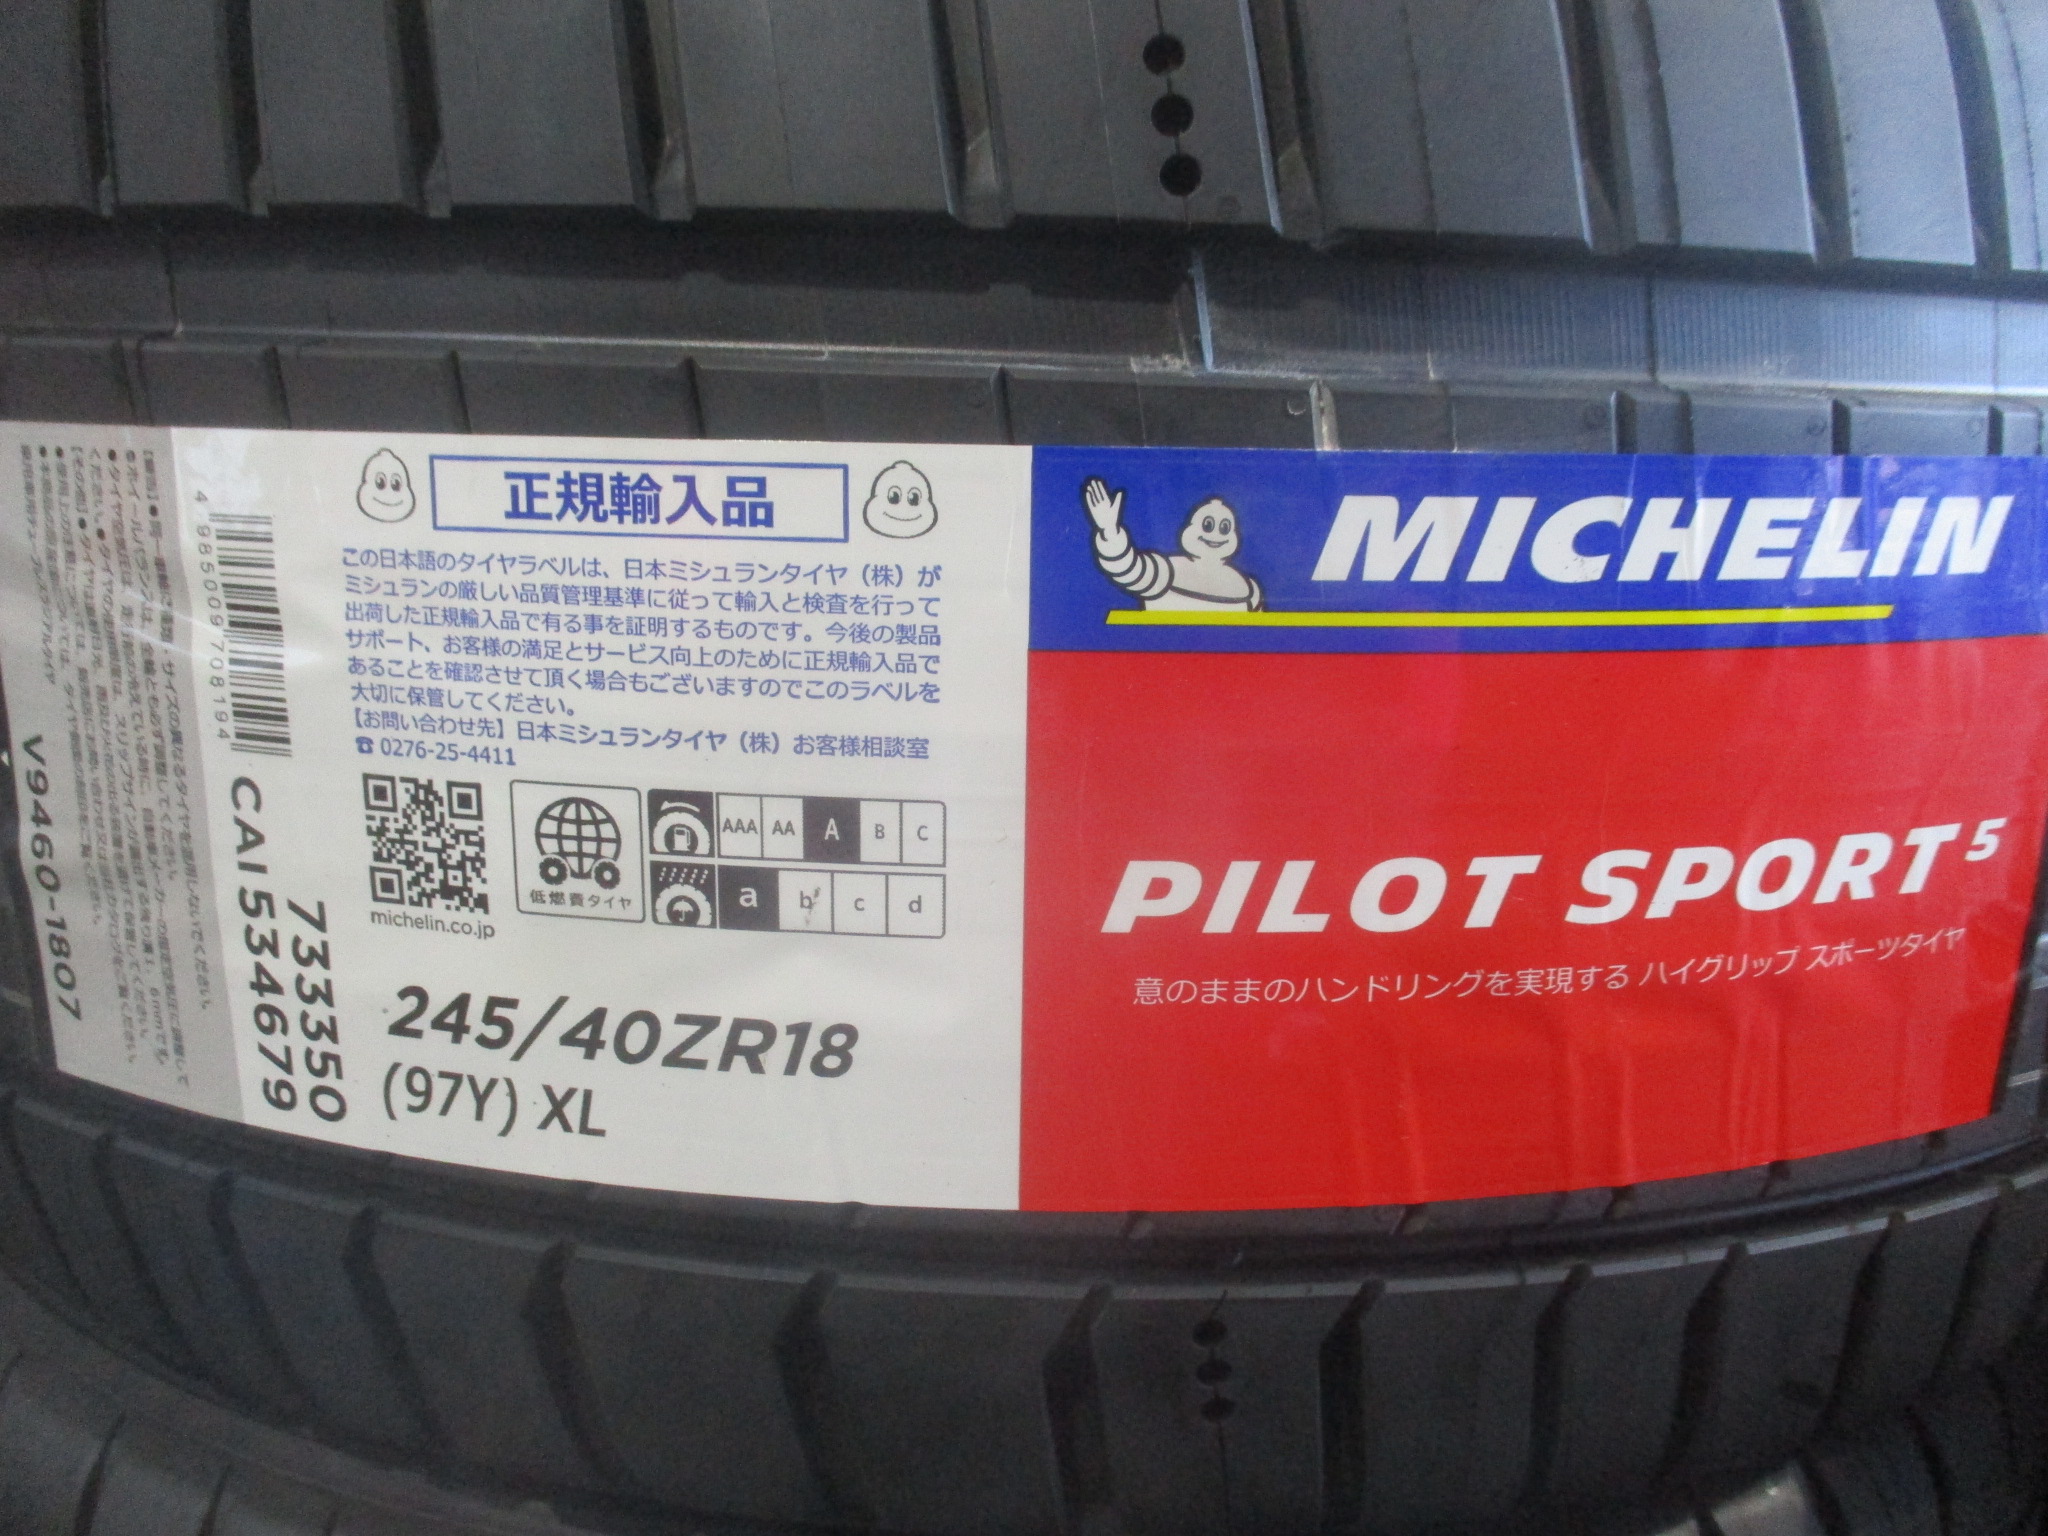 正規輸入品
この日本語のタイヤラベルは、日本ミシュランタイヤ（株）が
ミシュランの厳しい品質管理基準に従って輸入と検査を行って
出荷した正規輸入品で有る事を証明するものです。今後の製品
サポート、お客様の満足とサービス向上のために正規輸入品で
あることを確認させて頂く場合もございますのでこのラベルを
大切に保管してください。
【お問い合わせ先】日本ミシュランタイヤ（株）お客様相談室
☎ 0276-25-4411
michelin.co.jp
低燃費タイヤ
AAA AA A B C
a b c d
245/40ZR18
(97Y) XL
733350
CAI534679
4985009708194
V9460-1807
MICHELIN
PILOT SPORT 5
意のままのハンドリングを実現する ハイグリップ スポーツタイヤ